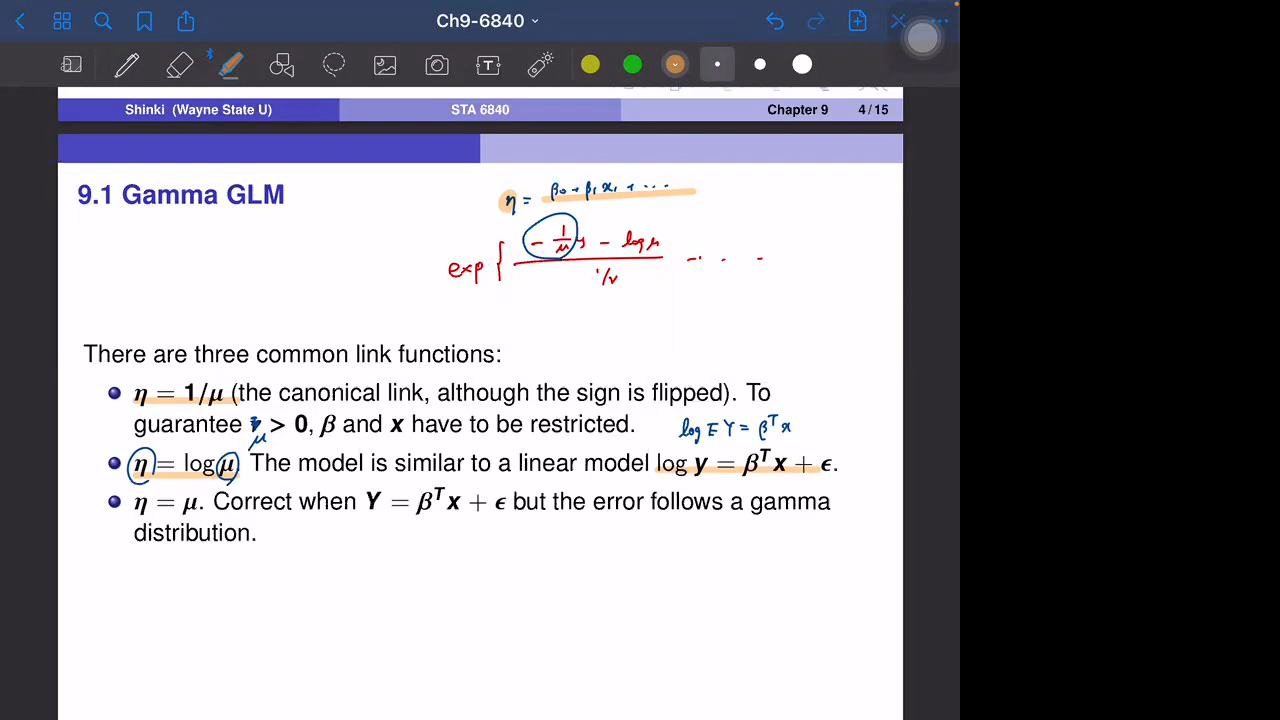 Ch9-6840
Shinki (Wayne State U) STA 6840 Chapter 9 4/15
9.1 Gamma GLM
η = β₀ + β₁x₁ + ...
exp { (-1/μ y - log μ) / (1/ν) ...
There are three common link functions:
η = 1/μ (the canonical link, although the sign is flipped). To
guarantee μ > 0, β and x have to be restricted.
log E Y = βᵀx
η = log μ. The model is similar to a linear model log y = βᵀx + ϵ.
η = μ. Correct when Y = βᵀx + ϵ but the error follows a gamma
distribution.